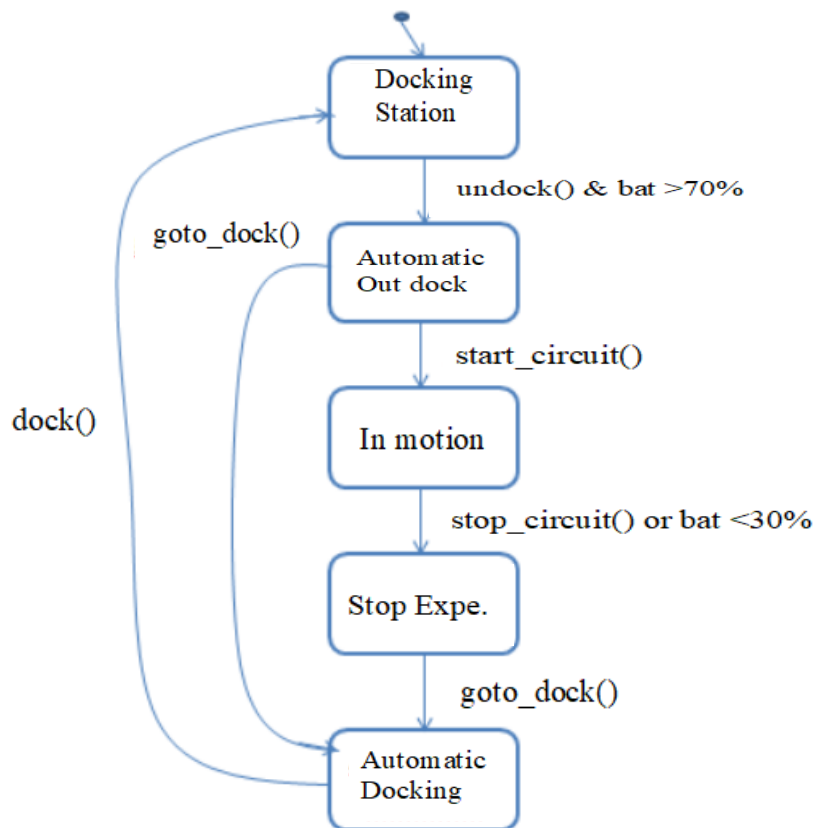 Docking
Station
undock() & bat >70%
goto_dock()
Automatic
Out dock
start_circuit()
dock()
In motion
stop_circuit() or bat <30%
Stop Expe.
goto_dock()
Automatic
Docking